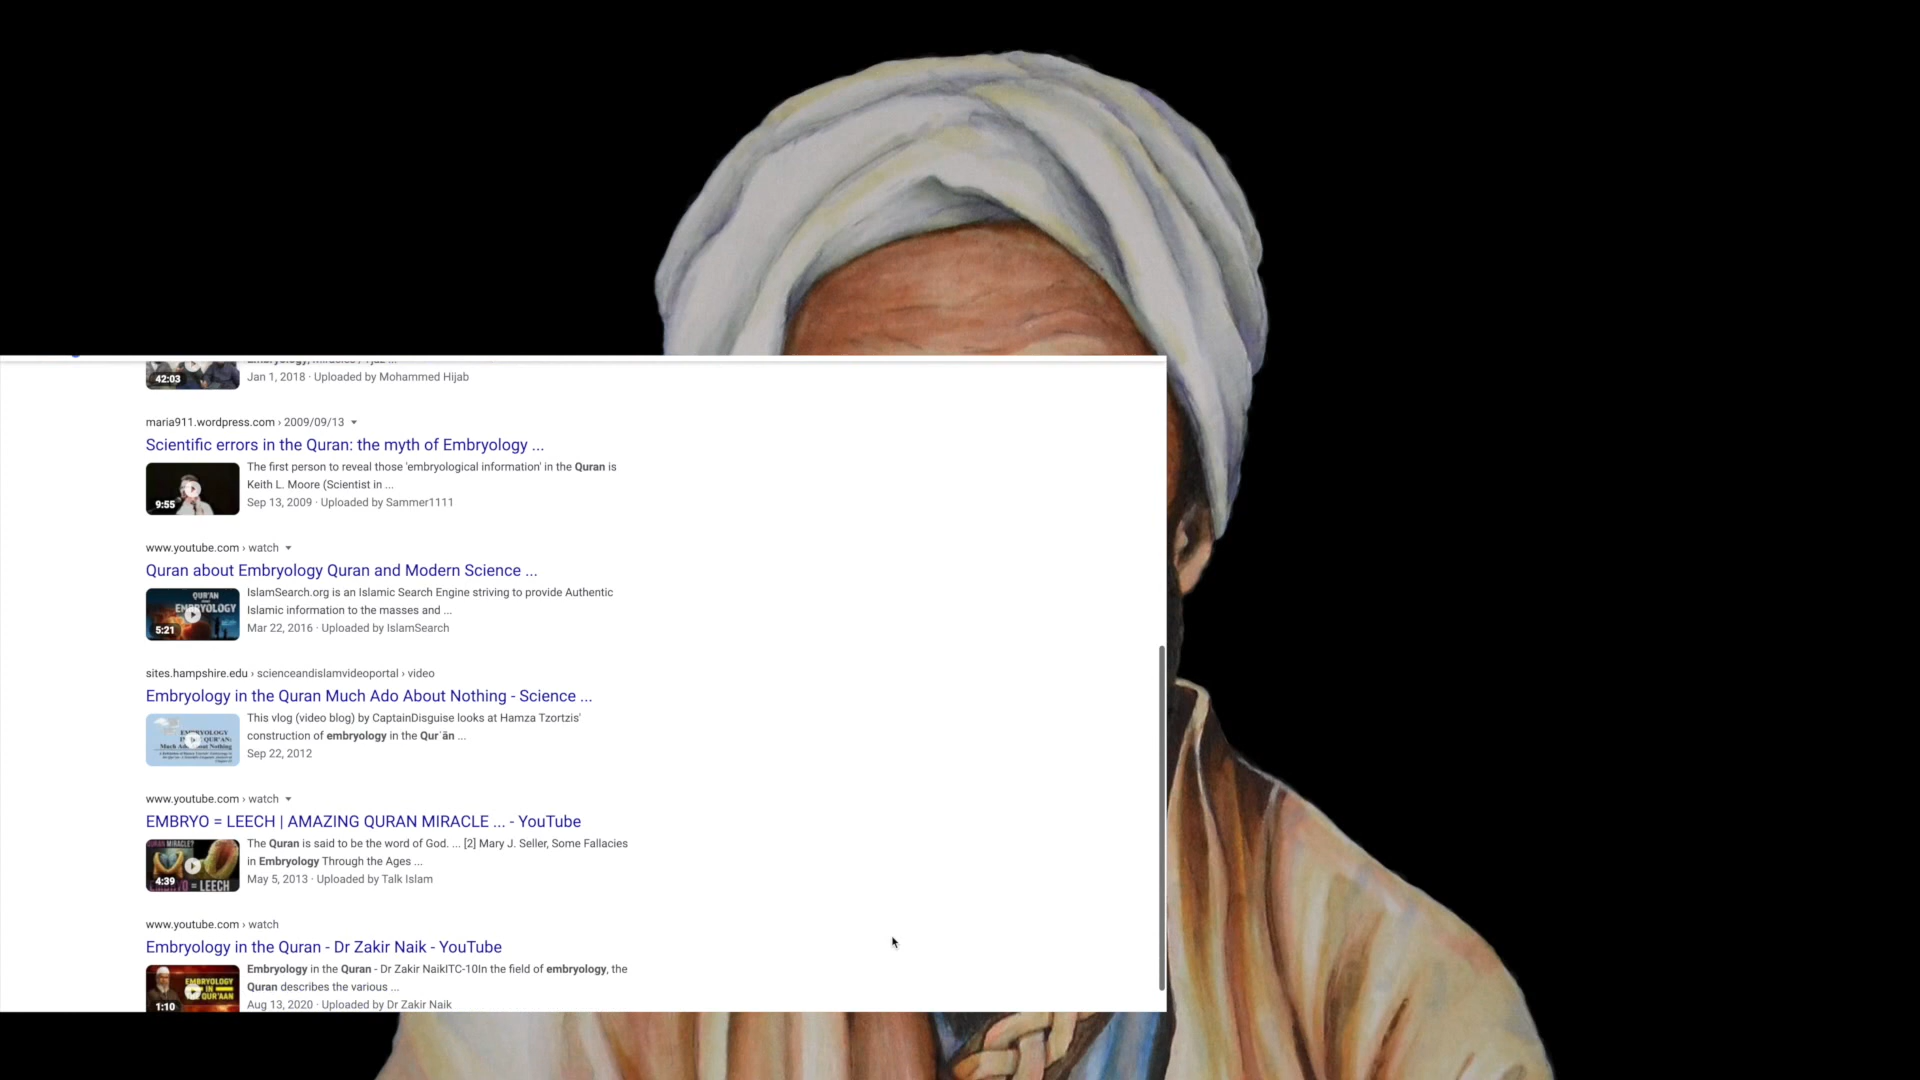 42:03
Jan 1, 2018 · Uploaded by Mohammed Hijab
maria911.wordpress.com › 2009/09/13
Scientific errors in the Quran: the myth of Embryology ...
The first person to reveal those 'embryological information' in the Quran is
Keith L. Moore (Scientist in ...
9:55
Sep 13, 2009 · Uploaded by Sammer1111
www.youtube.com › watch
Quran about Embryology Quran and Modern Science ...
QUR'AN
EMBRYOLOGY
IslamSearch.org is an Islamic Search Engine striving to provide Authentic
Islamic information to the masses and ...
5:21
Mar 22, 2016 · Uploaded by IslamSearch
sites.hampshire.edu › scienceandislamvideoportal › video
Embryology in the Quran Much Ado About Nothing - Science ...
This vlog (video blog) by CaptainDisguise looks at Hamza Tzortzis'
construction of embryology in the Qurʾān ...
Sep 22, 2012
www.youtube.com › watch
EMBRYO = LEECH | AMAZING QURAN MIRACLE ... - YouTube
The Quran is said to be the word of God. ... [2] Mary J. Seller, Some Fallacies
in Embryology Through the Ages ...
4:39
= LEECH
May 5, 2013 · Uploaded by Talk Islam
www.youtube.com › watch
Embryology in the Quran - Dr Zakir Naik - YouTube
EMBRYOLOGY
IN
QUR'AAN
Embryology in the Quran - Dr Zakir NaikITC-10In the field of embryology, the
Quran describes the various ...
1:10
Aug 13, 2020 · Uploaded by Dr Zakir Naik